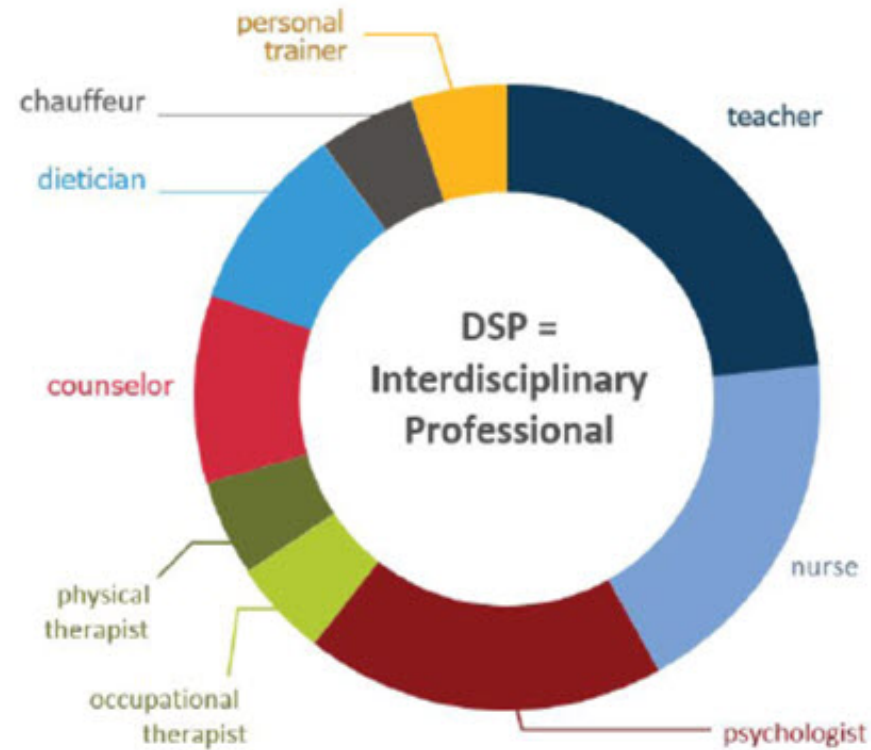 personal
trainer
chauffeur
teacher
dietician
DSP =
Interdisciplinary
Professional
counselor
nurse
physical
therapist
occupational
therapist
psychologist